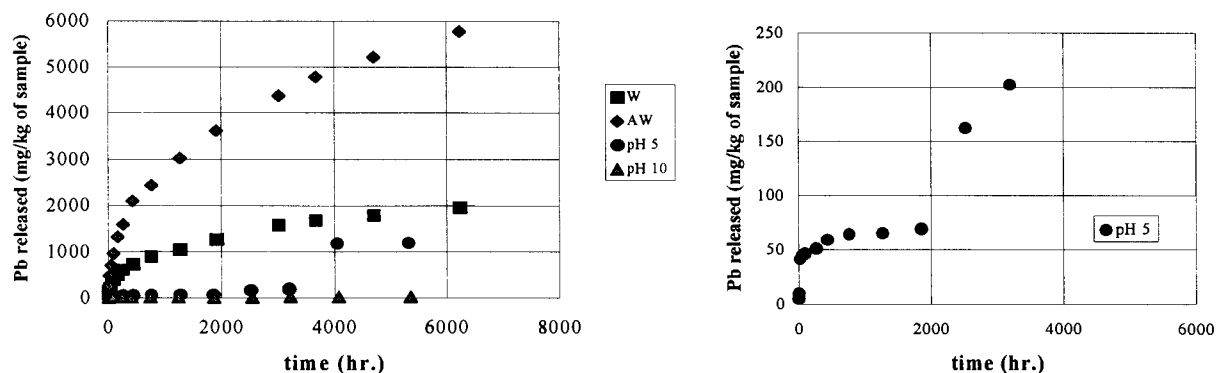 Pb released (mg/kg of sample)
6000
5000
4000
3000
2000
1000
0
0 2000 4000 6000 8000
time (hr.)
W
AW
pH 5
pH 10
Pb released (mg/kg of sample)
250
200
150
100
50
0
0 2000 4000 6000
time (hr.)
pH 5